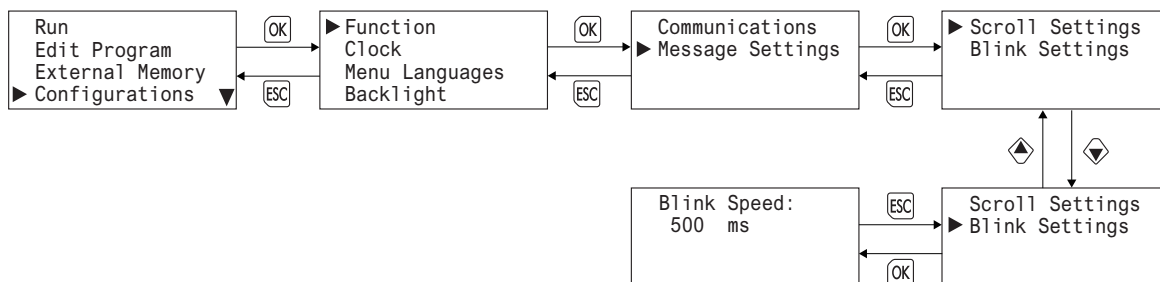 Run
Edit Program
External Memory
Configurations
OK
ESC
Function
Clock
Menu Languages
Backlight
OK
ESC
Communications
Message Settings
OK
ESC
Scroll Settings
Blink Settings
Blink Speed:
500 ms
ESC
OK
Scroll Settings
Blink Settings